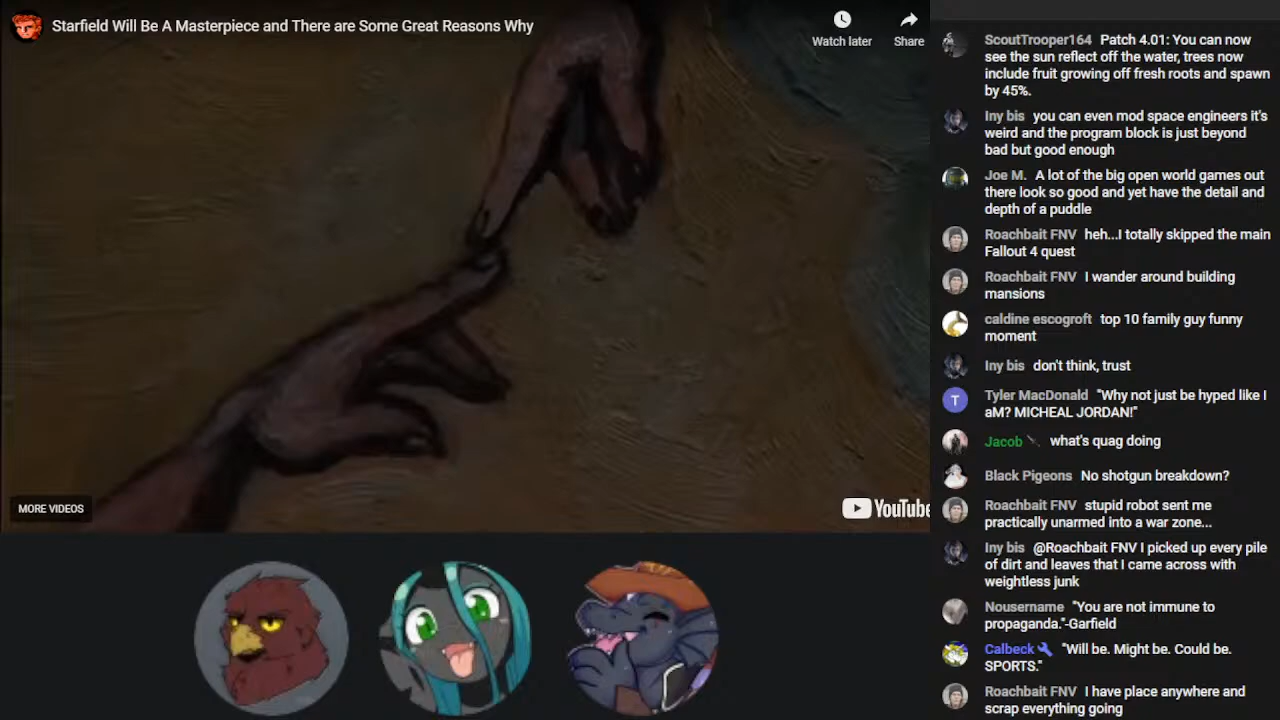 Starfield Will Be A Masterpiece and There are Some Great Reasons Why
Watch later
Share
MORE VIDEOS
YouTube
ScoutTrooper164 Patch 4.01: You can now
see the sun reflect off the water, trees now
include fruit growing off fresh roots and spawn
by 45%.
Iny bis you can even mod space engineers it's
weird and the program block is just beyond
bad but good enough
Joe M. A lot of the big open world games out
there look so good and yet have the detail and
depth of a puddle
Roachbait FNV heh...I totally skipped the main
Fallout 4 quest
Roachbait FNV I wander around building
mansions
caldine escogroft top 10 family guy funny
moment
Iny bis don't think, trust
T
Tyler MacDonald "Why not just be hyped like I
aM? MICHEAL JORDAN!"
Jacob what's quag doing
Black Pigeons No shotgun breakdown?
Roachbait FNV stupid robot sent me
practically unarmed into a war zone...
Iny bis @Roachbait FNV I picked up every pile
of dirt and leaves that I came across with
weightless junk
Nousername "You are not immune to
propaganda."-Garfield
Calbeck "Will be. Might be. Could be.
SPORTS."
Roachbait FNV I have place anywhere and
scrap everything going